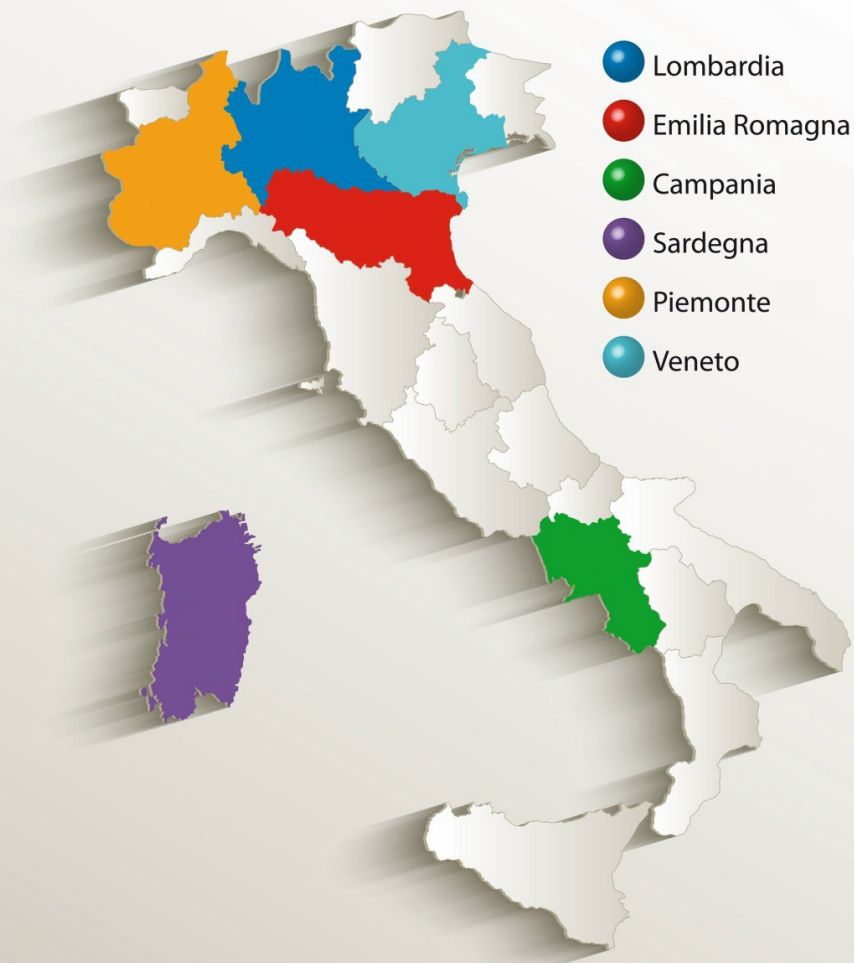 Lombardia
Emilia Romagna
Campania
Sardegna
Piemonte
Veneto